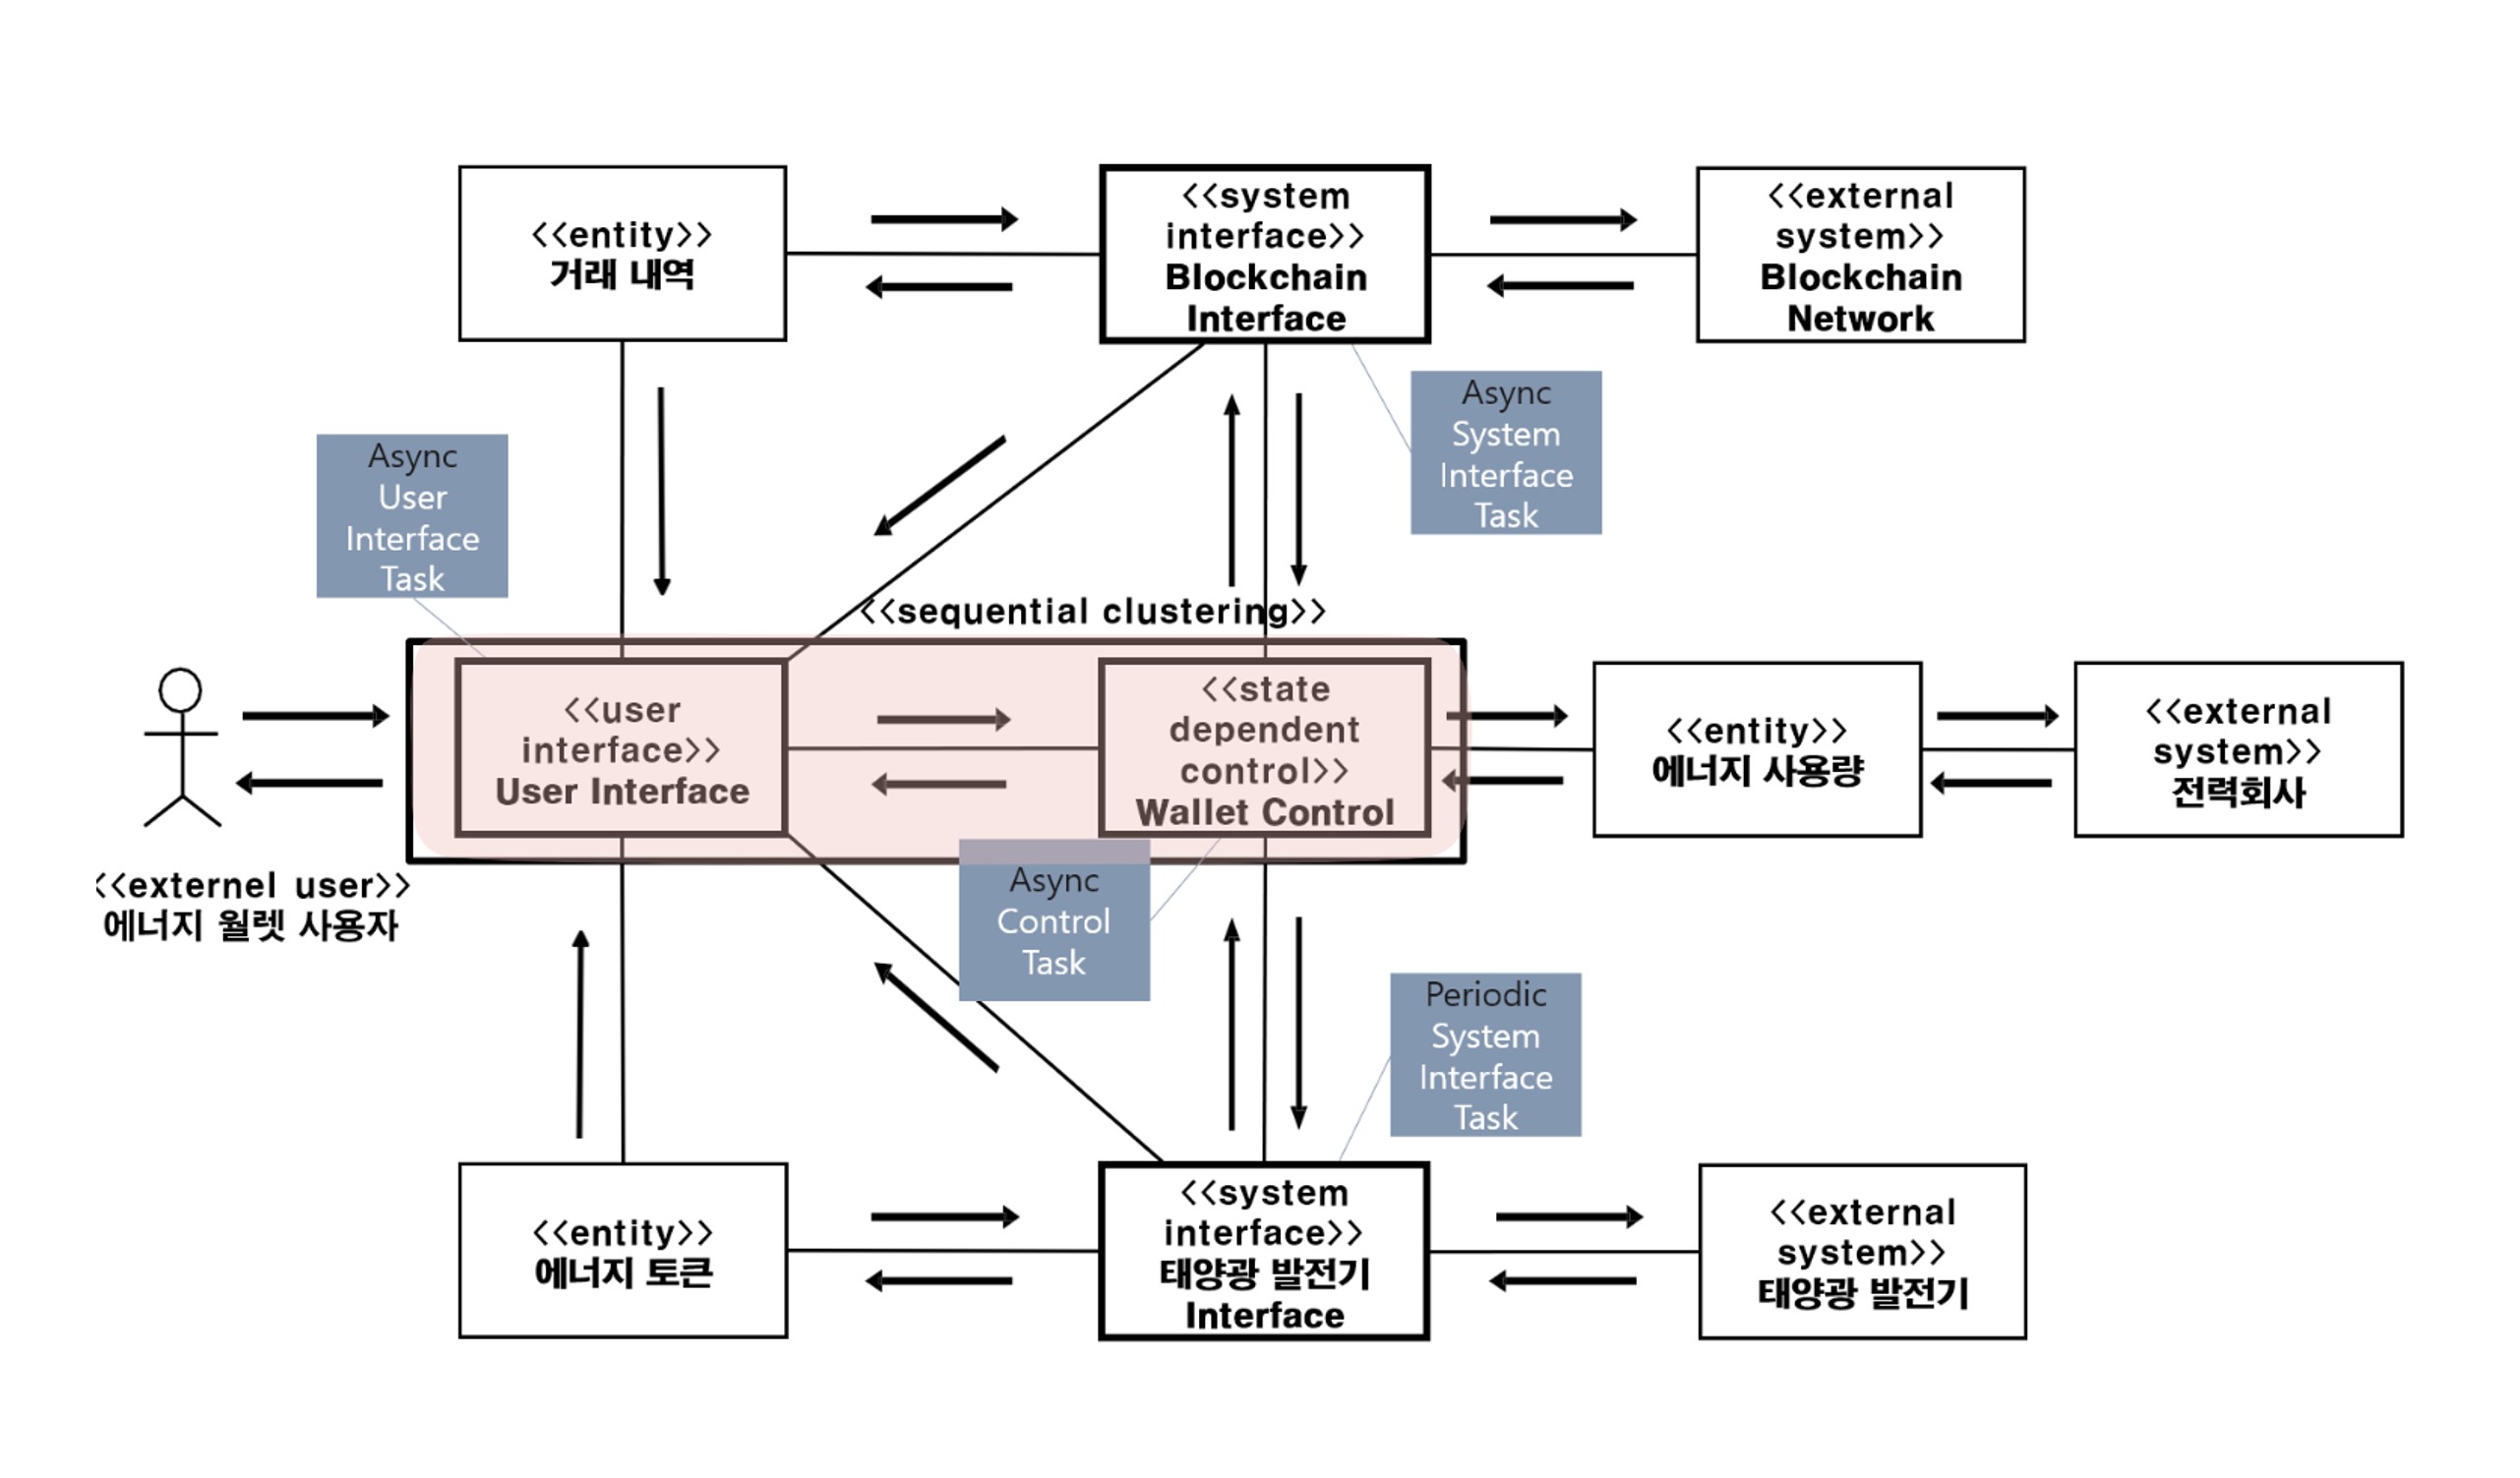 <<entity>>
거래 내역
<<system
interface>>
Blockchain
Interface
<<external
system>>
Blockchain
Network
Async
System
Interface
Task
Async
User
Interface
Task
<<sequential clustering>>
<<user
interface>>
User Interface
<<state
dependent
control>>
Wallet Control
<<entity>>
에너지 사용량
<<external
system>>
전력회사
<<externel user>>
에너지 월렛 사용자
Async
Control
Task
Periodic
System
Interface
Task
<<entity>>
에너지 토큰
<<system
interface>>
태양광 발전기
Interface
<<external
system>>
태양광 발전기